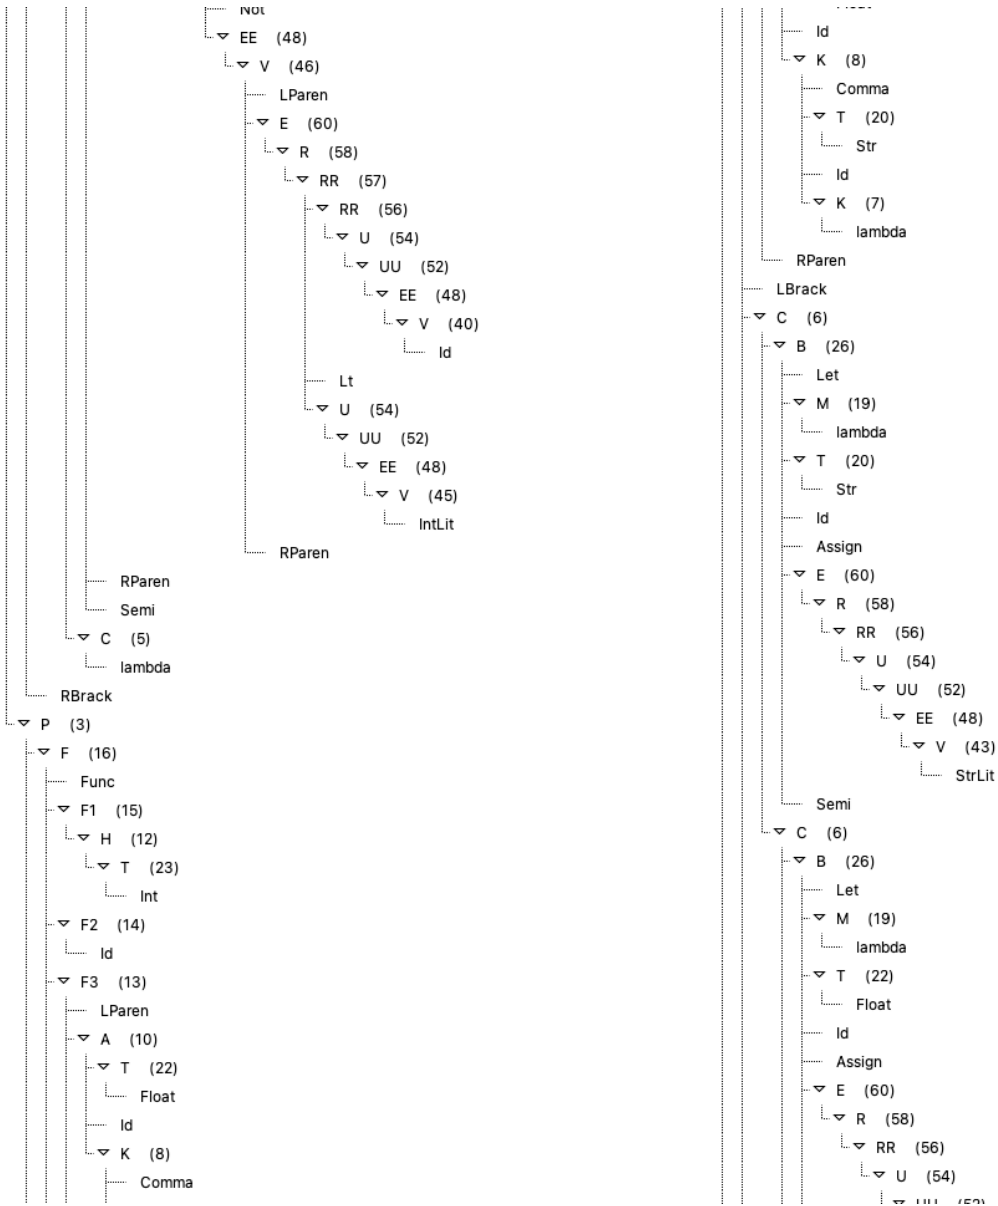 Not
EE (48)
V (46)
LParen
E (60)
R (58)
RR (57)
RR (56)
U (54)
UU (52)
EE (48)
V (40)
Id
Lt
U (54)
UU (52)
EE (48)
V (45)
IntLit
RParen
RParen
Semi
C (5)
lambda
RBrack
P (3)
F (16)
Func
F1 (15)
H (12)
T (23)
Int
F2 (14)
Id
F3 (13)
LParen
A (10)
T (22)
Float
Id
K (8)
Comma
Id
K (8)
Comma
T (20)
Str
Id
K (7)
lambda
RParen
LBrack
C (6)
B (26)
Let
M (19)
lambda
T (20)
Str
Id
Assign
E (60)
R (58)
RR (56)
U (54)
UU (52)
EE (48)
V (43)
StrLit
Semi
C (6)
B (26)
Let
M (19)
lambda
T (22)
Float
Id
Assign
E (60)
R (58)
RR (56)
U (54)
UU (52)